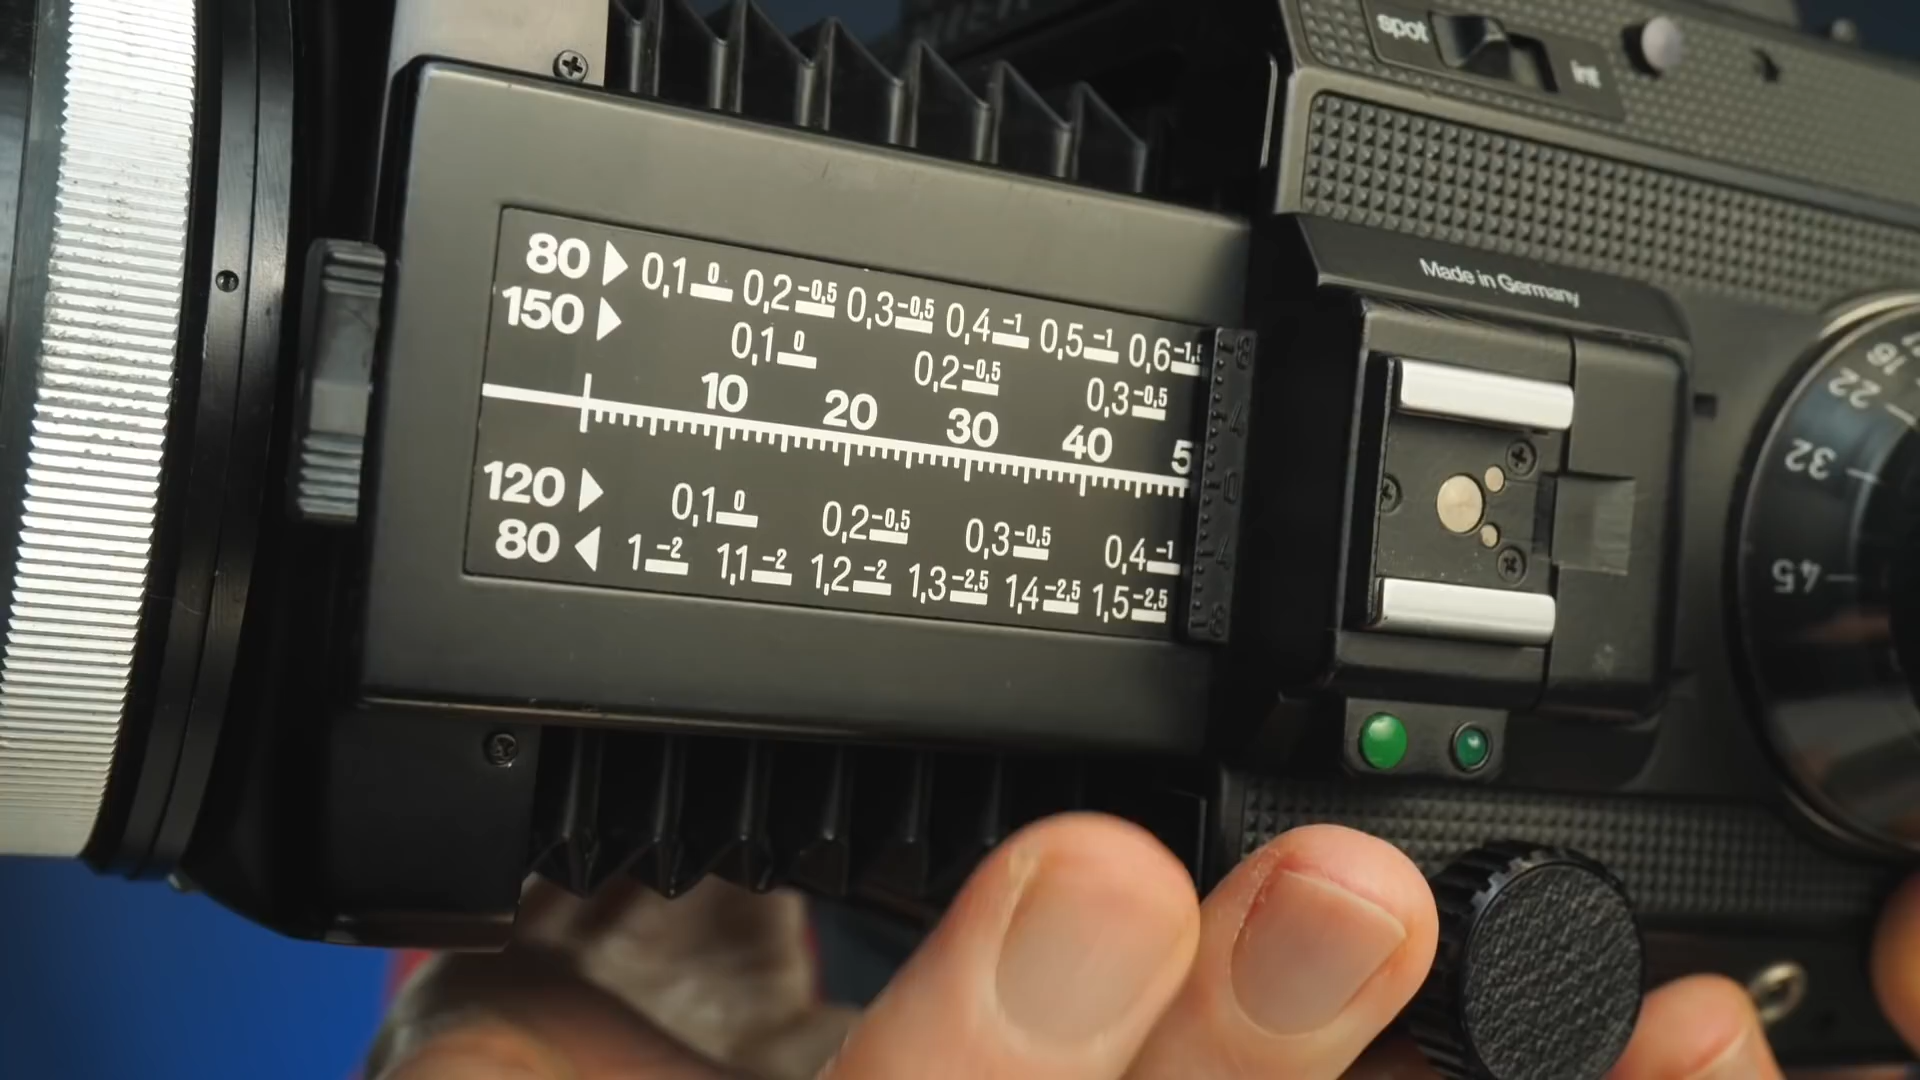 spot
int
Made in Germany
80 ▶ 0,1 0 0,2 -0,5 0,3 -0,5 0,4 -1 0,5 -1 0,6 -1,5
150 ▶ 0,1 0 0,2 -0,5 0,3 -0,5
10 20 30 40 5
120 ▶ 0,1 0 0,2 -0,5 0,3 -0,5 0,4 -1
80 ◀ 1 -2 1,1 -2 1,2 -2 1,3 -2,5 1,4 -2,5 1,5 -2,5
16
22
32
45